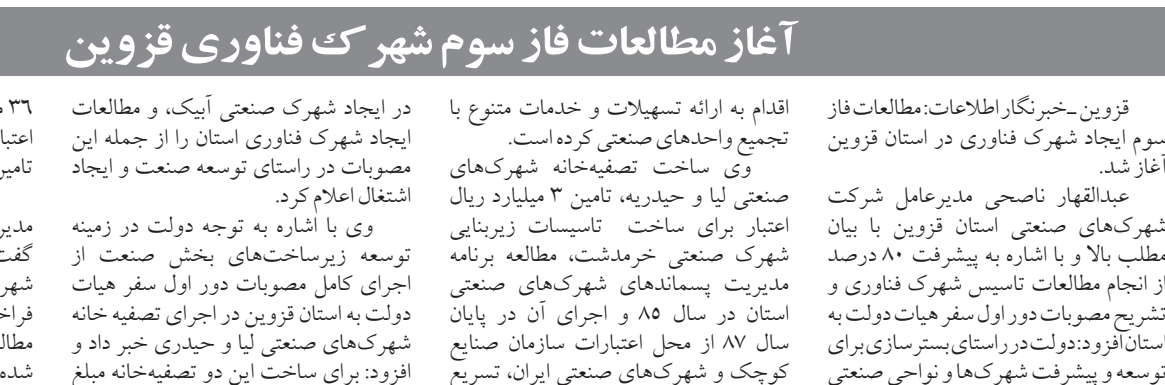 آغاز مطالعات فاز سوم شهرک فناوری قزوین
قزوین ـ خبرنگار اطلاعات: مطالعات فاز
سوم ایجاد شهرک فناوری در استان قزوین
آغاز شد.
عبدالقهار ناصحی مدیرعامل شرکت
شهرک‌های صنعتی استان قزوین با بیان
مطلب بالا و با اشاره به پیشرفت ۸۰ درصد
از انجام مطالعات تاسیس شهرک فناوری و
تشریح مصوبات دور اول سفر هیات دولت به
استان افزود: دولت در راستای بسترسازی برای
توسعه و پیشرفت شهرک‌ها و نواحی صنعتی
اقدام به ارائه تسهیلات و خدمات متنوع با
تجمیع واحدهای صنعتی کرده است.
وی ساخت تصفیه‌خانه شهرک‌های
صنعتی لیا و حیدریه، تامین ۳ میلیارد ریال
اعتبار برای ساخت تاسیسات زیربنایی
شهرک صنعتی خرمدشت، مطالعه برنامه
مدیریت پسماندهای شهرک‌های صنعتی
استان در سال ۸۵ و اجرای آن در پایان
سال ۸۷ از محل اعتبارات سازمان صنایع
کوچک و شهرک‌های صنعتی ایران، تسریع
در ایجاد شهرک صنعتی آبیک، و مطالعات
ایجاد شهرک فناوری استان را از جمله این
مصوبات در راستای توسعه صنعت و ایجاد
اشتغال اعلام کرد.
وی با اشاره به توجه دولت در زمینه
توسعه زیرساخت‌های بخش صنعت از
اجرای کامل مصوبات دور اول سفر هیات
دولت به استان قزوین در اجرای تصفیه خانه
شهرک‌های صنعتی لیا و حیدری خبر داد و
افزود: برای ساخت این دو تصفیه‌خانه مبلغ
۳۶